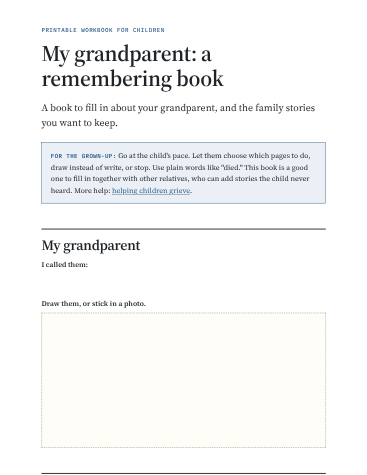 PRINTABLE WORKBOOK FOR CHILDREN
My grandparent: a
remembering book
A book to fill in about your grandparent, and the family stories
you want to keep.
FOR THE GROWN-UP: Go at the child's pace. Let them choose which pages to do,
draw instead of write, or stop. Use plain words like "died." This book is a good
one to fill in together with other relatives, who can add stories the child never
heard. More help: helping children grieve.
My grandparent
I called them:
Draw them, or stick in a photo.